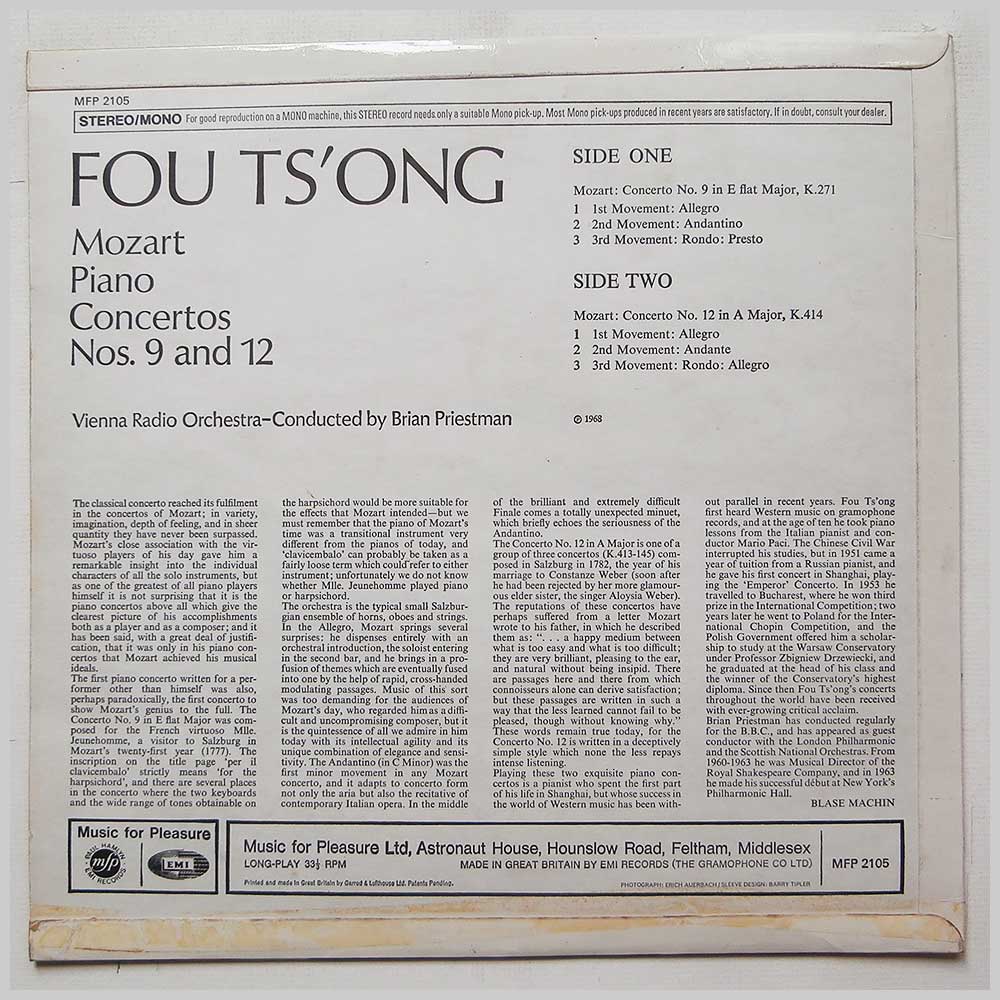 MFP 2105
STEREO/MONO For good reproduction on a MONO machine, this STEREO record needs only a suitable Mono pick-up. Most Mono pick-ups produced in recent years are satisfactory. If in doubt, consult your dealer.
FOU TS'ONG
Mozart
Piano
Concertos
Nos. 9 and 12
Vienna Radio Orchestra–Conducted by Brian Priestman
SIDE ONE
Mozart: Concerto No. 9 in E flat Major, K.271
1 1st Movement: Allegro
2 2nd Movement: Andantino
3 3rd Movement: Rondo: Presto
SIDE TWO
Mozart: Concerto No. 12 in A Major, K.414
1 1st Movement: Allegro
2 2nd Movement: Andante
3 3rd Movement: Rondo: Allegro
℗ 1968
The classical concerto reached its fulfilment
in the concertos of Mozart; in variety,
imagination, depth of feeling, and in sheer
quantity they have never been surpassed.
Mozart's close association with the vir-
tuoso players of his day gave him a
remarkable insight into the individual
characters of all the solo instruments, but
as one of the greatest of all piano players
himself it is not surprising that it is the
piano concertos above all which give the
clearest picture of his accomplishments
both as a player and as a composer; and it
has been said, with a great deal of justifi-
cation, that it was only in his piano con-
certos that Mozart achieved his musical
ideals.
The first piano concerto written for a per-
former other than himself was also,
perhaps paradoxically, the first concerto to
show Mozart's genius to the full. The
Concerto No. 9 in E flat Major was com-
posed for the French virtuoso Mlle.
Jeunehomme, a visitor to Salzburg in
Mozart's twenty-first year (1777). The
inscription on the title page 'per il
clavicembalo' strictly means 'for the
harpsichord', and there are several places
in the concerto where the two keyboards
and the wide range of tones obtainable on
the harpsichord would be more suitable for
the effects that Mozart intended—but we
must remember that the piano of Mozart's
time was a transitional instrument very
different from the pianos of today, and
'clavicembalo' can probably be taken as a
fairly loose term which could refer to either
instrument; unfortunately we do not know
whether Mlle. Jeunehomme played piano
or harpsichord.
The orchestra is the typical small Salzbur-
gian ensemble of horns, oboes and strings.
In the Allegro, Mozart springs several
surprises: he dispenses entirely with an
orchestral introduction, the soloist entering
in the second bar, and he brings in a pro-
fusion of themes which are eventually fused
into one by the help of rapid, cross-handed
modulating passages. Music of this sort
was too demanding for the audiences of
Mozart's day, who regarded him as a diffi-
cult and uncompromising composer, but it
is the quintessence of all we admire in him
today with its intellectual agility and its
unique combination of elegance and sensi-
tivity. The Andantino (in C Minor) was the
first minor movement in any Mozart
concerto, and it adapts to concerto form
not only the aria but also the recitative of
contemporary Italian opera. In the middle
of the brilliant and extremely difficult
Finale comes a totally unexpected minuet,
which briefly echoes the seriousness of the
Andantino.
The Concerto No. 12 in A Major is one of a
group of three concertos (K.413-145) com-
posed in Salzburg in 1782, the year of his
marriage to Constanze Weber (soon after
he had been rejected by her more glamour-
ous elder sister, the singer Aloysia Weber).
The reputations of these concertos have
perhaps suffered from a letter Mozart
wrote to his father, in which he described
them as: ". . . a happy medium between
what is too easy and what is too difficult;
they are very brilliant, pleasing to the ear,
and natural without being insipid. There
are passages here and there from which
connoisseurs alone can derive satisfaction;
but these passages are written in such a
way that the less learned cannot fail to be
pleased, though without knowing why."
These words remain true today, for the
Concerto No. 12 is written in a deceptively
simple style which none the less repays
intense listening.
Playing these two exquisite piano con-
certos is a pianist who spent the first part
of his life in Shanghai, but whose success in
the world of Western music has been with-
out parallel in recent years. Fou Ts'ong
first heard Western music on gramophone
records, and at the age of ten he took piano
lessons from the Italian pianist and con-
ductor Mario Paci. The Chinese Civil War
interrupted his studies, but in 1951 came a
year of tuition from a Russian pianist, and
he gave his first concert in Shanghai, play-
ing the 'Emperor' Concerto. In 1953 he
travelled to Bucharest, where he won third
prize in the International Competition; two
years later he went to Poland for the Inter-
national Chopin Competition, and the
Polish Government offered him a scholar-
ship to study at the Warsaw Conservatory
under Professor Zbigniew Drzewiecki, and
he graduated at the head of his class and
the winner of the Conservatory's highest
diploma. Since then Fou Ts'ong's concerts
throughout the world have been received
with ever-growing critical acclaim.
Brian Priestman has conducted regularly
for the B.B.C., and has appeared as guest
conductor with the London Philharmonic
and the Scottish National Orchestras. From
1960-1963 he was Musical Director of the
Royal Shakespeare Company, and in 1963
he made his successful début at New York's
Philharmonic Hall.
BLASE MACHIN
Music for Pleasure
PAUL HAMLYN
mfp
EMI RECORDS
EMI
Music for Pleasure Ltd, Astronaut House, Hounslow Road, Feltham, Middlesex
LONG-PLAY 33⅓ RPM MADE IN GREAT BRITAIN BY EMI RECORDS (THE GRAMOPHONE CO LTD)
Printed and made in Great Britain by Garrod & Lofthouse Ltd. Patents Pending.
PHOTOGRAPH: ERICH AUERBACH/SLEEVE DESIGN: BARRY TIPLER
MFP 2105